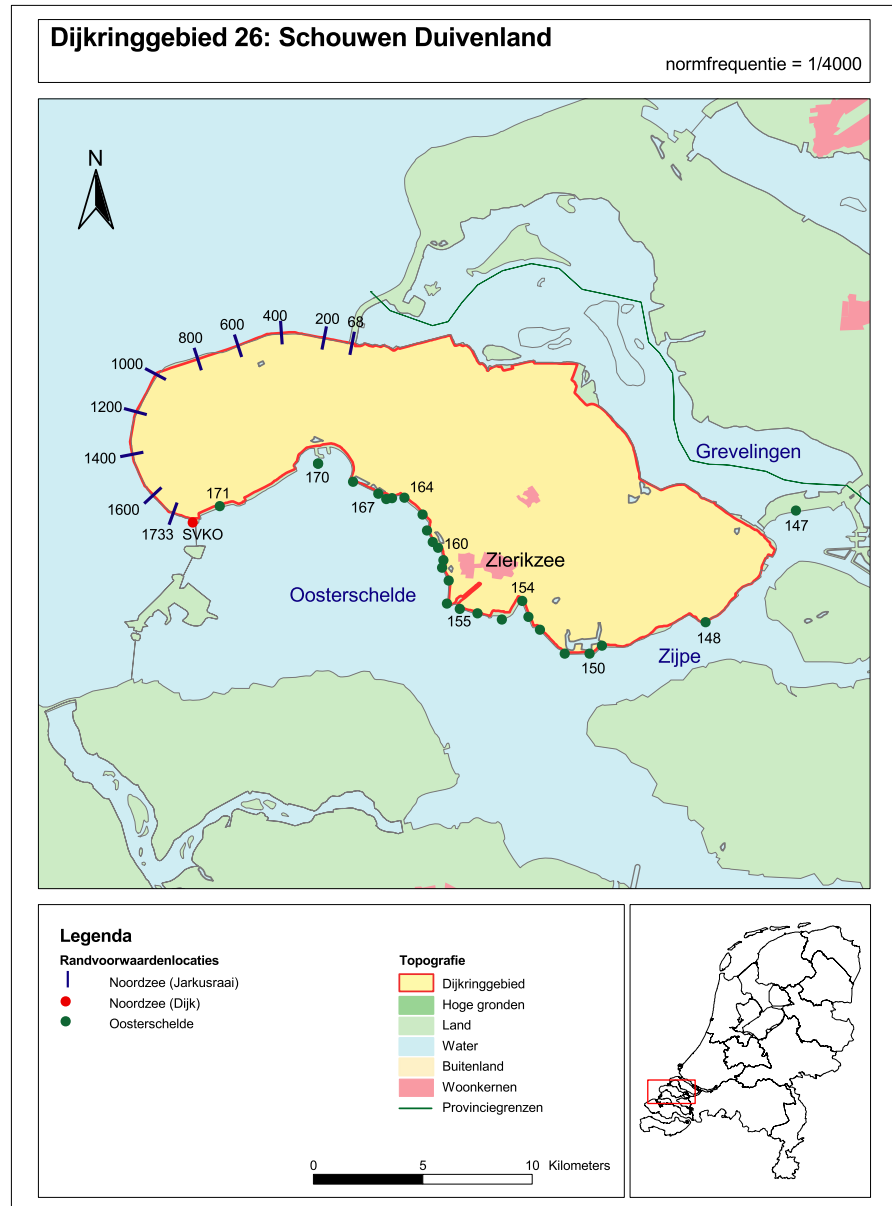 Dijkringgebied 26: Schouwen Duivenland
normfrequentie = 1/4000
N
400
200
68
600
800
1000
1200
1400
1600
1733
SVKO
171
170
167
164
160
Zierikzee
154
155
150
148
147
Grevelingen
Oosterschelde
Zijpe
Legenda
Randvoorwaardenlocaties
Noordzee (Jarkusraai)
Noordzee (Dijk)
Oosterschelde
Topografie
Dijkringgebied
Hoge gronden
Land
Water
Buitenland
Woonkernen
Provinciegrenzen
0 5 10 Kilometers